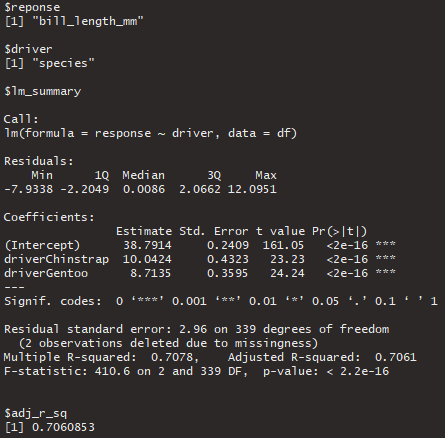 $reponse
[1] "bill_length_mm"
$driver
[1] "species"
$lm_summary
Call:
lm(formula = response ~ driver, data = df)
Residuals:
    Min      1Q  Median      3Q     Max
-7.9338 -2.2049  0.0086  2.0662 12.0951
Coefficients:
                Estimate Std. Error t value Pr(>|t|)
(Intercept)      38.7914     0.2409  161.05   <2e-16 ***
driverChinstrap  10.0424     0.4323   23.23   <2e-16 ***
driverGentoo      8.7135     0.3595   24.24   <2e-16 ***
---
Signif. codes:  0 ‘***’ 0.001 ‘**’ 0.01 ‘*’ 0.05 ‘.’ 0.1 ‘ ’ 1
Residual standard error: 2.96 on 339 degrees of freedom
  (2 observations deleted due to missingness)
Multiple R-squared:  0.7078,	Adjusted R-squared:  0.7061
F-statistic: 410.6 on 2 and 339 DF,  p-value: < 2.2e-16
$adj_r_sq
[1] 0.7060853